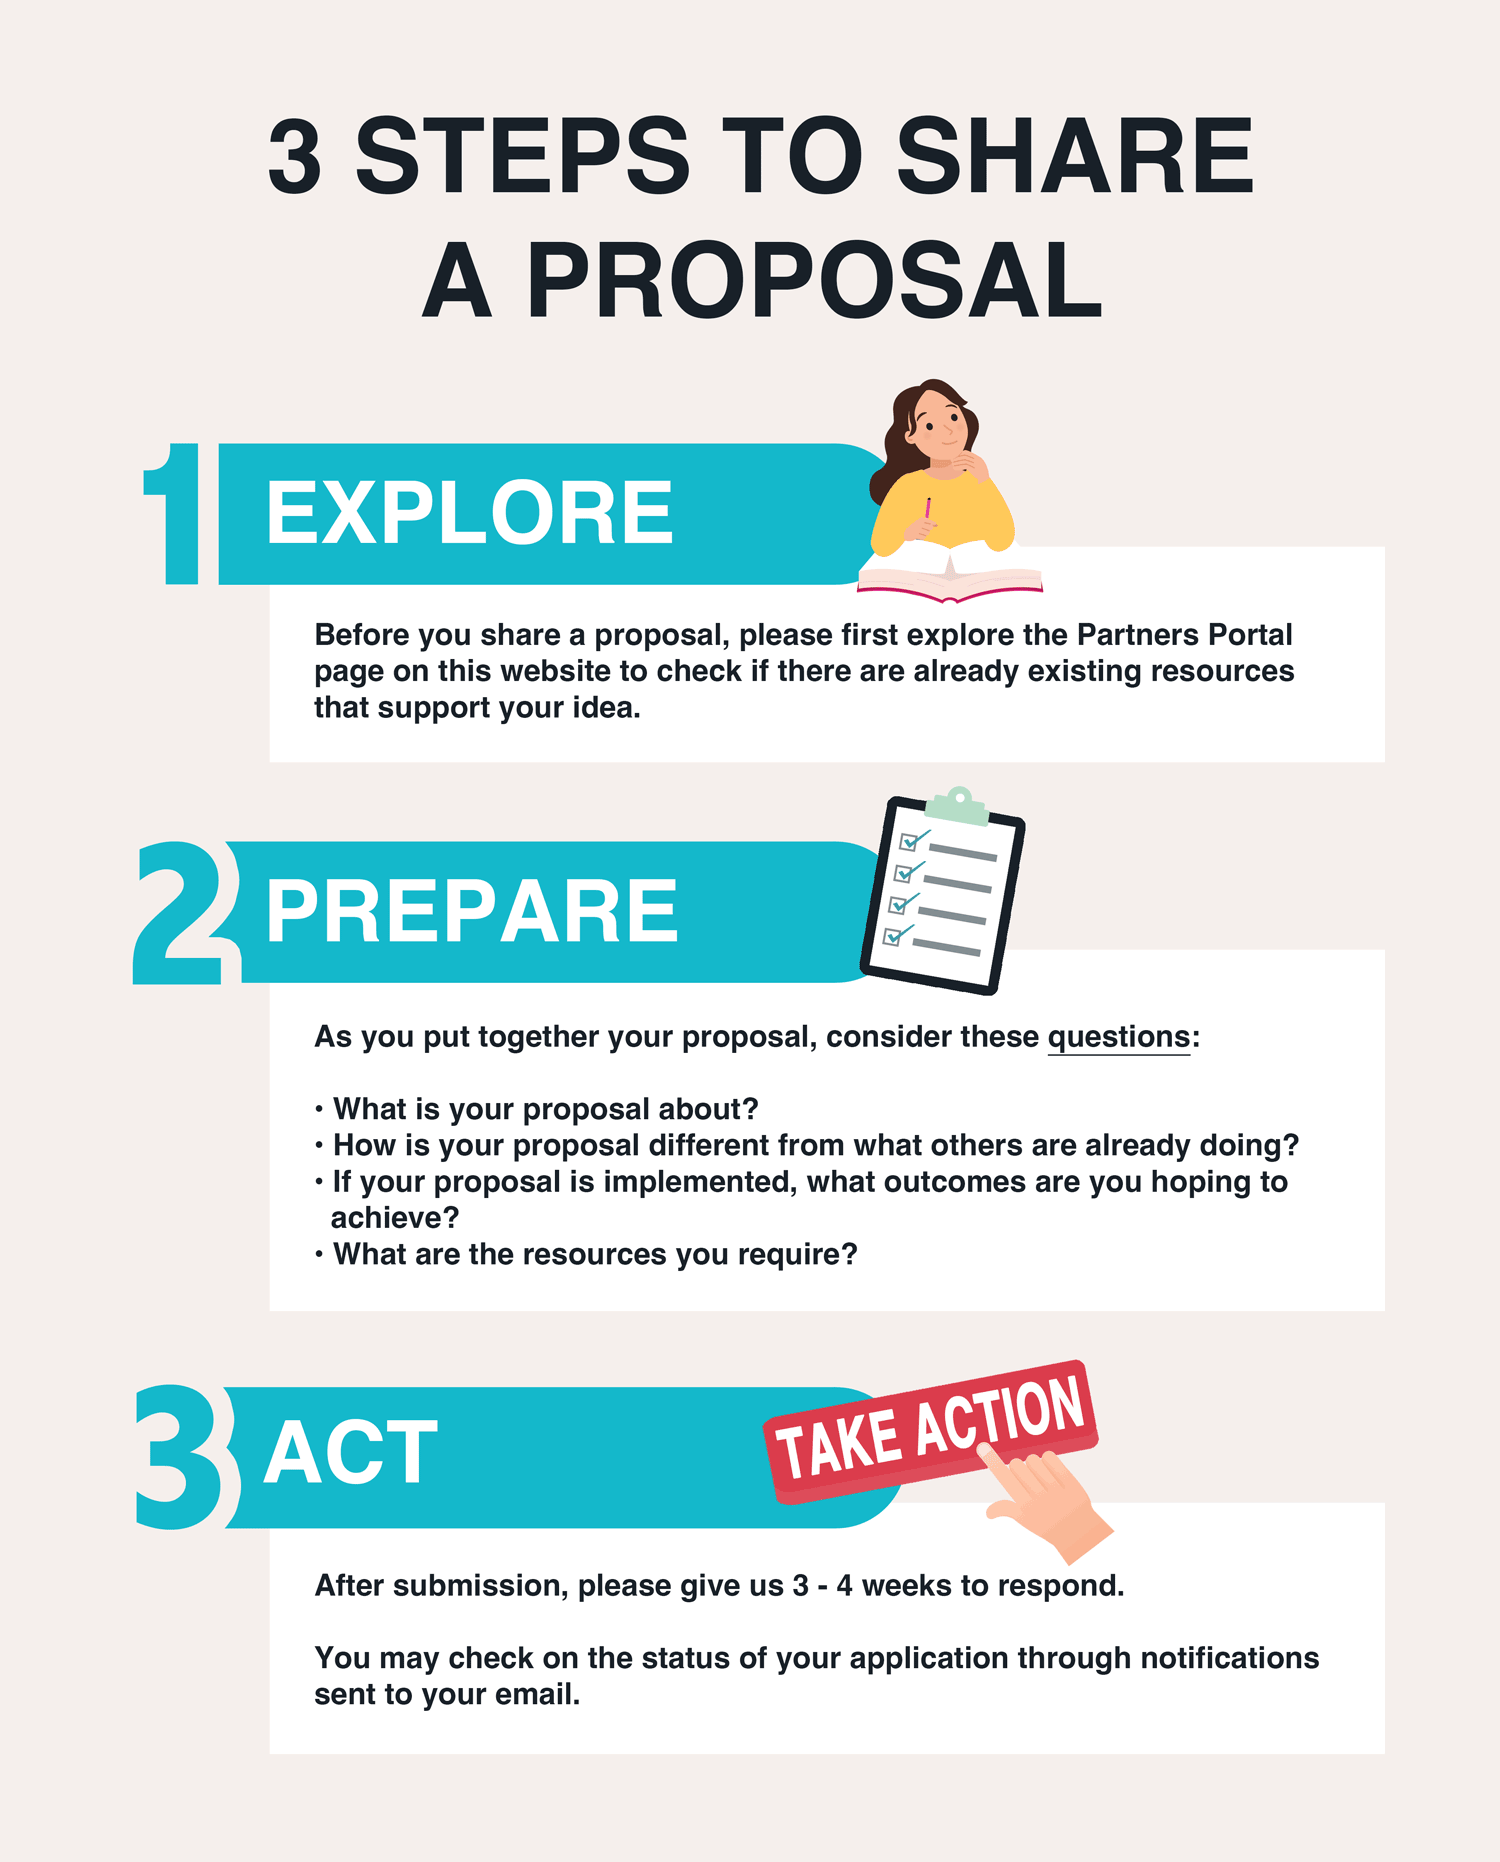 3 STEPS TO SHARE
A PROPOSAL
1 EXPLORE
Before you share a proposal, please first explore the Partners Portal
page on this website to check if there are already existing resources
that support your idea.
2 PREPARE
As you put together your proposal, consider these questions:
• What is your proposal about?
• How is your proposal different from what others are already doing?
• If your proposal is implemented, what outcomes are you hoping to
achieve?
• What are the resources you require?
3 ACT
TAKE ACTION
After submission, please give us 3 - 4 weeks to respond.
You may check on the status of your application through notifications
sent to your email.